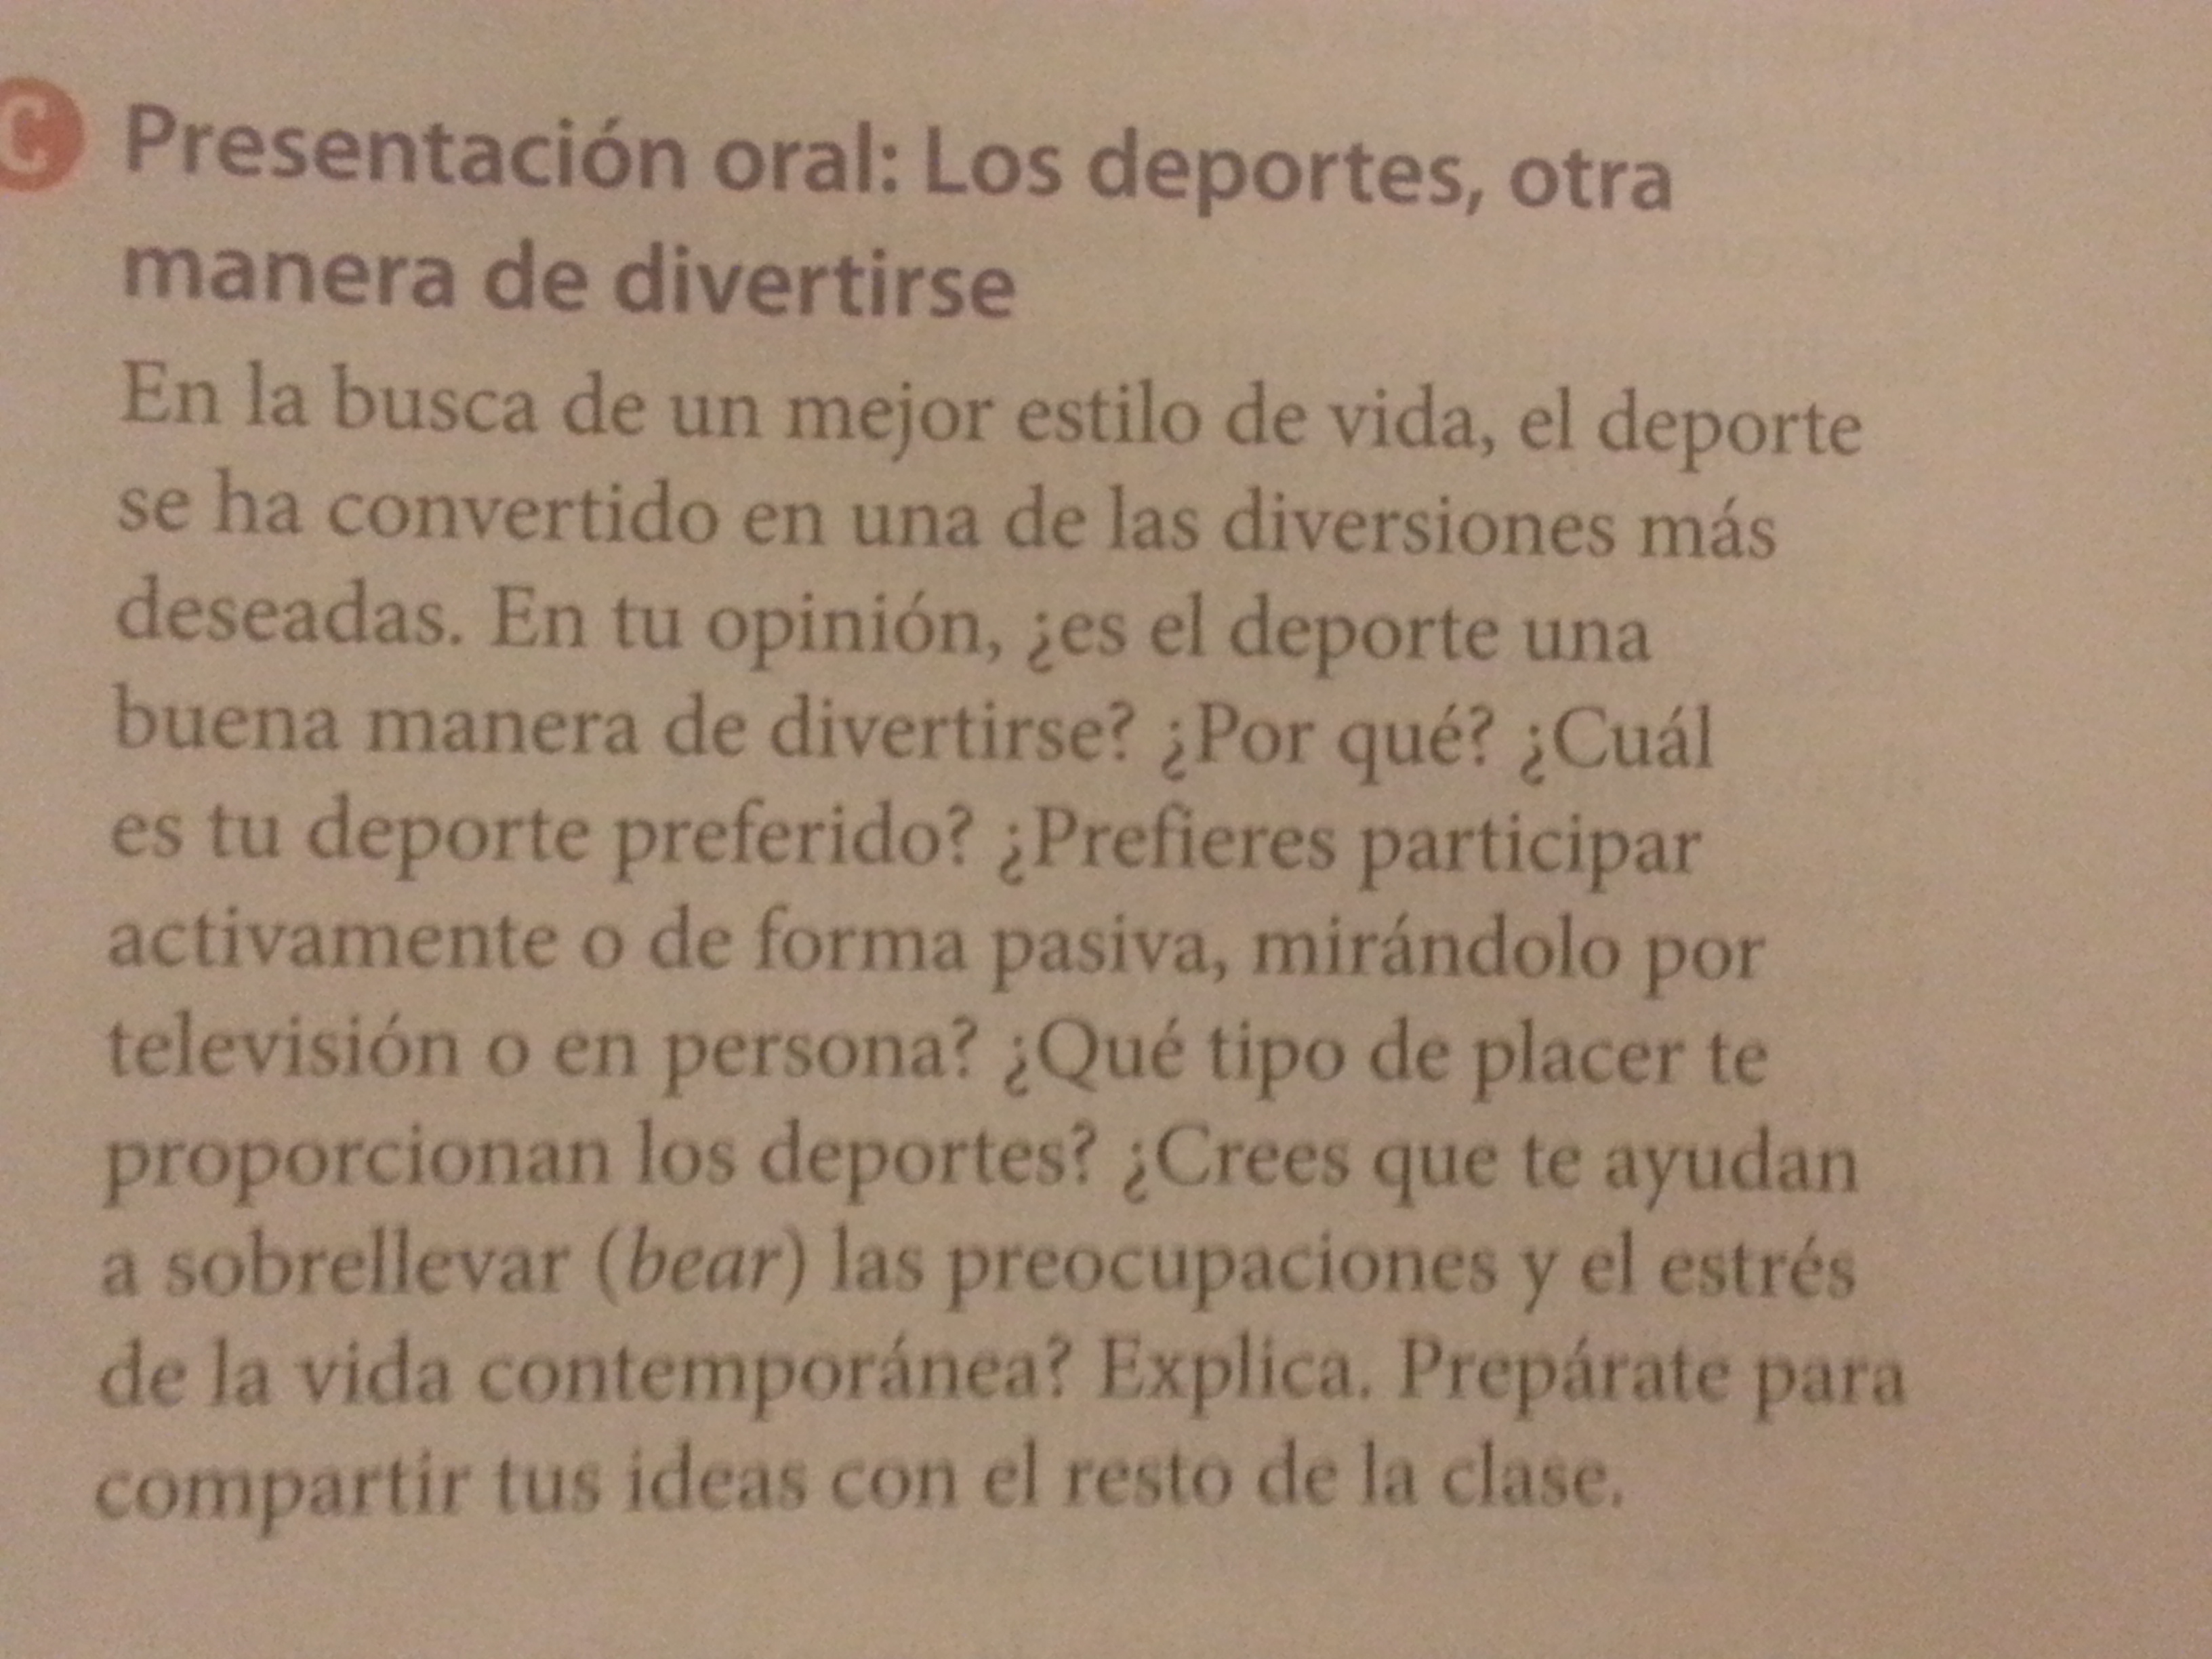 C Presentación oral: Los deportes, otra
manera de divertirse
En la busca de un mejor estilo de vida, el deporte
se ha convertido en una de las diversiones más
deseadas. En tu opinión, ¿es el deporte una
buena manera de divertirse? ¿Por qué? ¿Cuál
es tu deporte preferido? ¿Prefieres participar
activamente o de forma pasiva, mirándolo por
televisión o en persona? ¿Qué tipo de placer te
proporcionan los deportes? ¿Crees que te ayudan
a sobrellevar (bear) las preocupaciones y el estrés
de la vida contemporánea? Explica. Prepárate para
compartir tus ideas con el resto de la clase.